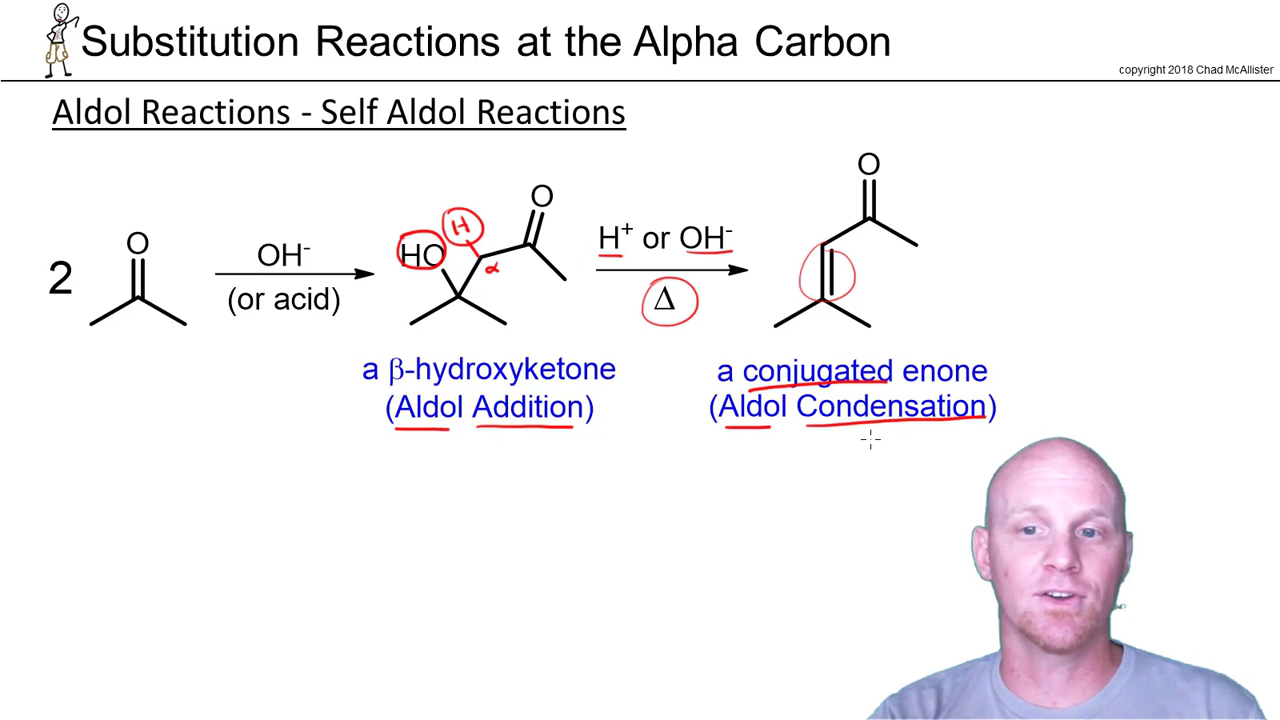 Substitution Reactions at the Alpha Carbon
copyright 2018 Chad McAllister
Aldol Reactions - Self Aldol Reactions
2
O
OH⁻
(or acid)
HO
H
α
O
H⁺ or OH⁻
Δ
O
a β-hydroxyketone
(Aldol Addition)
a conjugated enone
(Aldol Condensation)